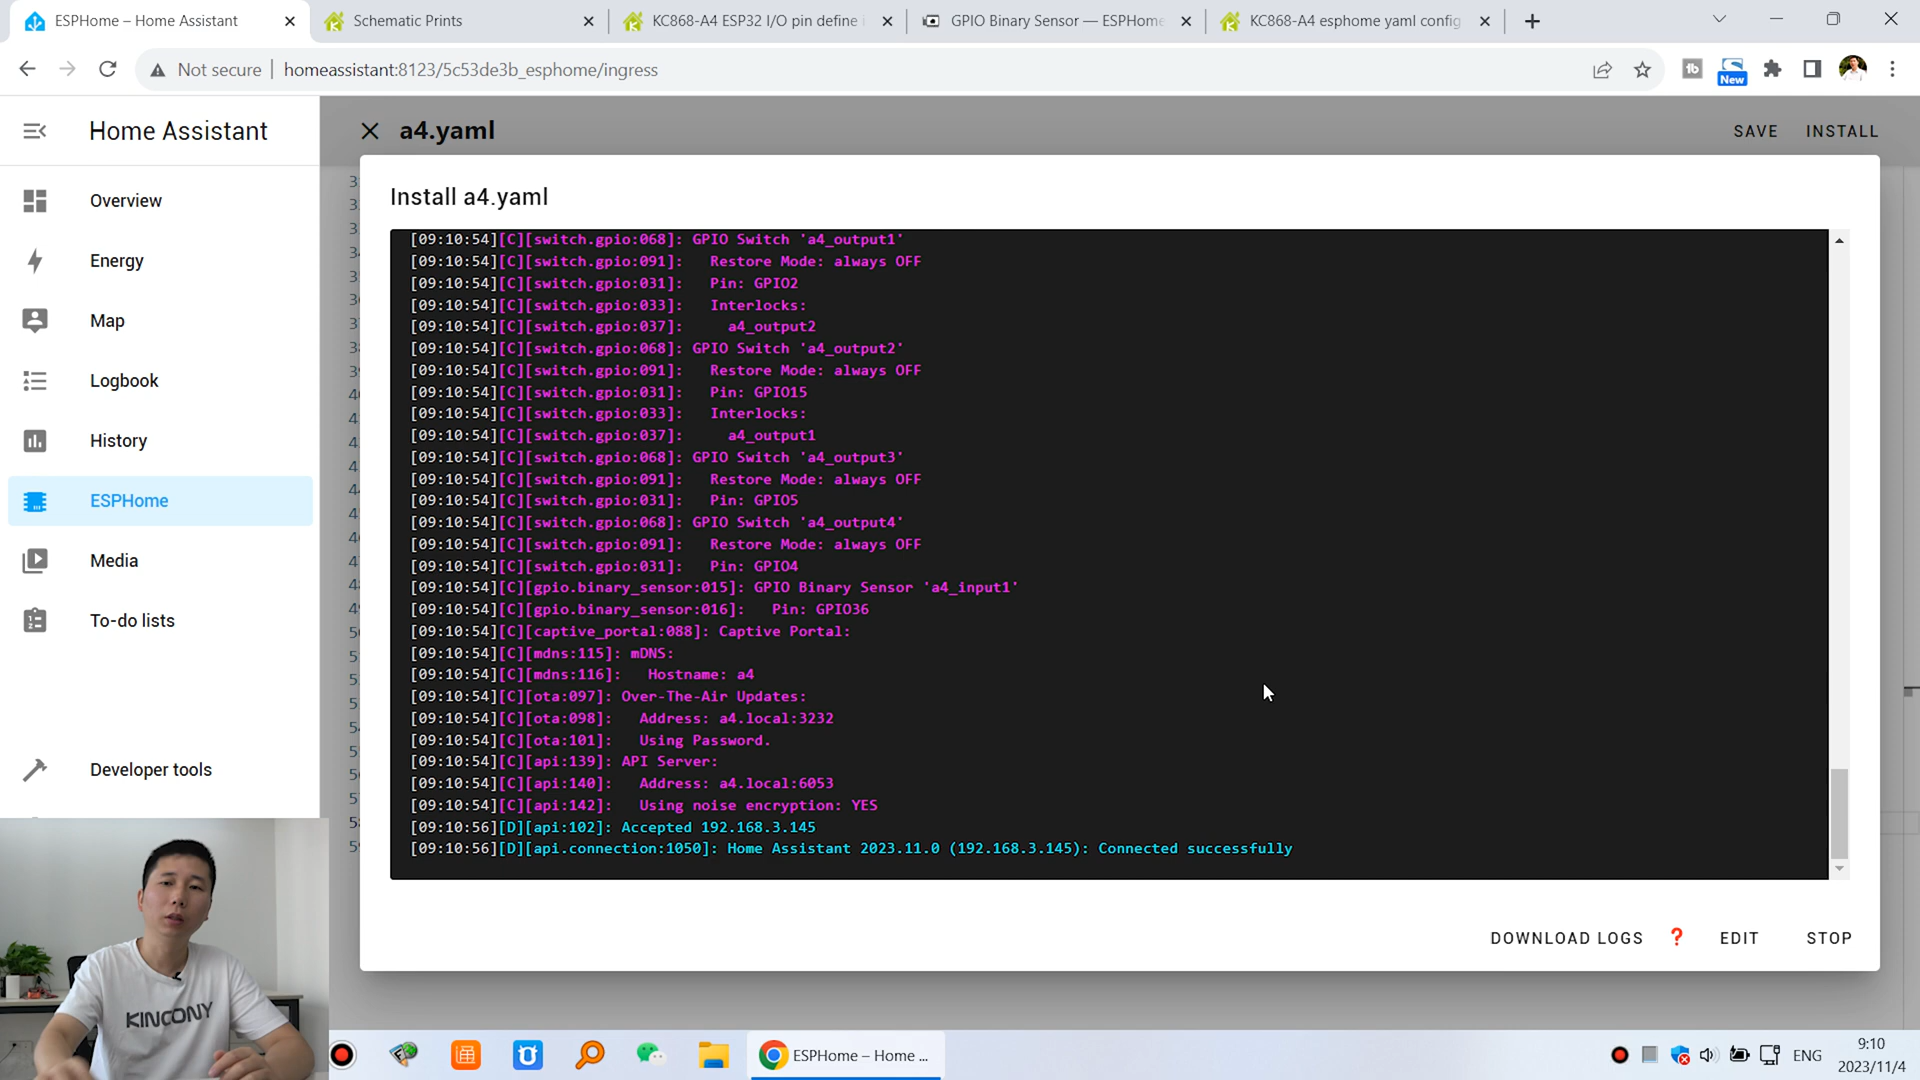 ESPHome – Home Assistant
Schematic Prints
KC868-A4 ESP32 I/O pin define i
GPIO Binary Sensor — ESPHome
KC868-A4 esphome yaml config
Not secure
homeassistant:8123/5c53de3b_esphome/ingress
New
Home Assistant
a4.yaml
SAVE
INSTALL
Overview
Energy
Map
Logbook
History
ESPHome
Media
To-do lists
Developer tools
Install a4.yaml
[09:10:54][C][switch.gpio:068]: GPIO Switch 'a4_output1'
[09:10:54][C][switch.gpio:091]: Restore Mode: always OFF
[09:10:54][C][switch.gpio:031]: Pin: GPIO2
[09:10:54][C][switch.gpio:033]: Interlocks:
[09:10:54][C][switch.gpio:037]: a4_output2
[09:10:54][C][switch.gpio:068]: GPIO Switch 'a4_output2'
[09:10:54][C][switch.gpio:091]: Restore Mode: always OFF
[09:10:54][C][switch.gpio:031]: Pin: GPIO15
[09:10:54][C][switch.gpio:033]: Interlocks:
[09:10:54][C][switch.gpio:037]: a4_output1
[09:10:54][C][switch.gpio:068]: GPIO Switch 'a4_output3'
[09:10:54][C][switch.gpio:091]: Restore Mode: always OFF
[09:10:54][C][switch.gpio:031]: Pin: GPIO5
[09:10:54][C][switch.gpio:068]: GPIO Switch 'a4_output4'
[09:10:54][C][switch.gpio:091]: Restore Mode: always OFF
[09:10:54][C][switch.gpio:031]: Pin: GPIO4
[09:10:54][C][gpio.binary_sensor:015]: GPIO Binary Sensor 'a4_input1'
[09:10:54][C][gpio.binary_sensor:016]: Pin: GPIO36
[09:10:54][C][captive_portal:088]: Captive Portal:
[09:10:54][C][mdns:115]: mDNS:
[09:10:54][C][mdns:116]: Hostname: a4
[09:10:54][C][ota:097]: Over-The-Air Updates:
[09:10:54][C][ota:098]: Address: a4.local:3232
[09:10:54][C][ota:101]: Using Password.
[09:10:54][C][api:139]: API Server:
[09:10:54][C][api:140]: Address: a4.local:6053
[09:10:54][C][api:142]: Using noise encryption: YES
[09:10:56][D][api:102]: Accepted 192.168.3.145
[09:10:56][D][api.connection:1050]: Home Assistant 2023.11.0 (192.168.3.145): Connected successfully
DOWNLOAD LOGS
?
EDIT
STOP
KINCONY
ESPHome – Home ...
ENG
9:10
2023/11/4